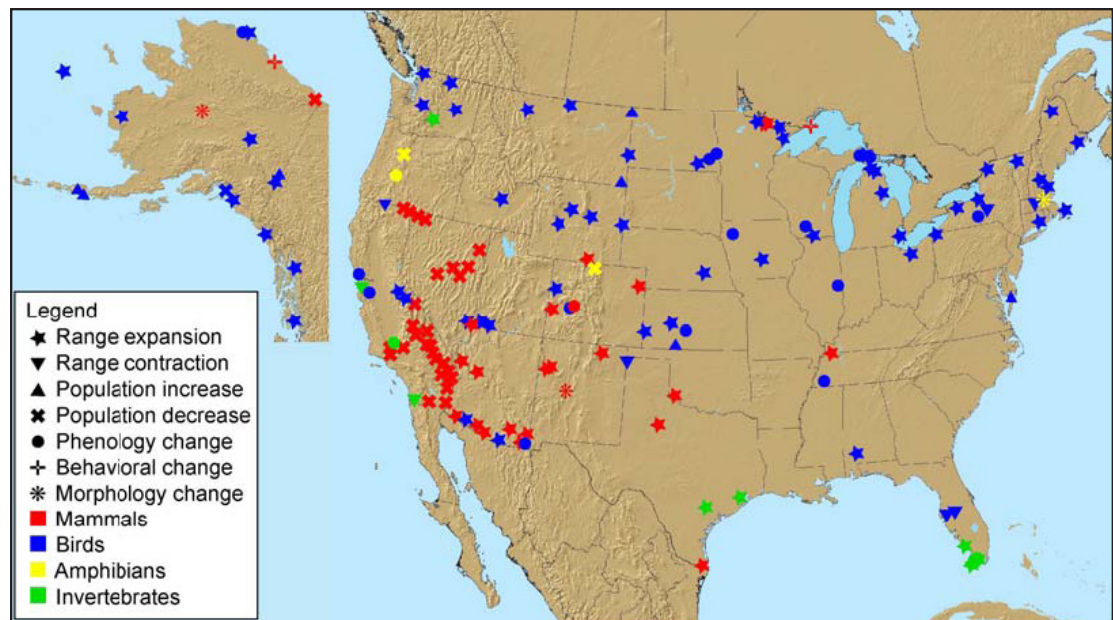 Legend
Range expansion
Range contraction
Population increase
Population decrease
Phenology change
Behavioral change
Morphology change
Mammals
Birds
Amphibians
Invertebrates